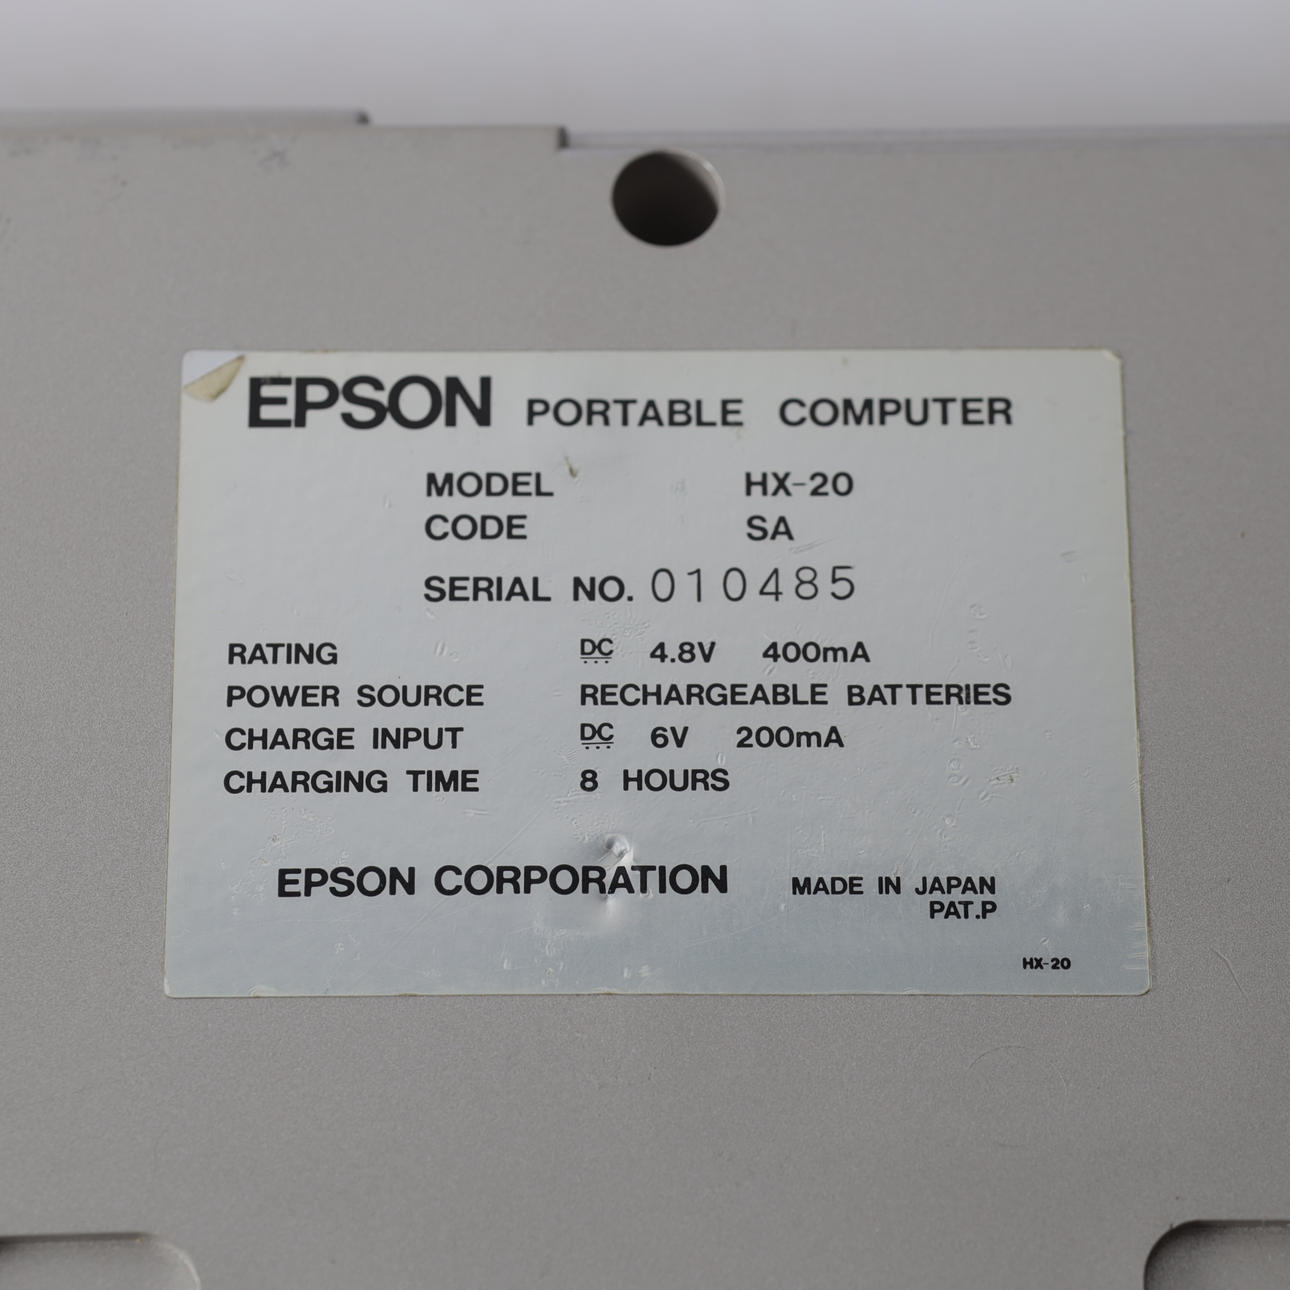 EPSON PORTABLE COMPUTER
MODEL HX-20
CODE SA
SERIAL NO. 010485
RATING DC 4.8V 400mA
POWER SOURCE RECHARGEABLE BATTERIES
CHARGE INPUT DC 6V 200mA
CHARGING TIME 8 HOURS
EPSON CORPORATION MADE IN JAPAN
PAT.P
HX-20